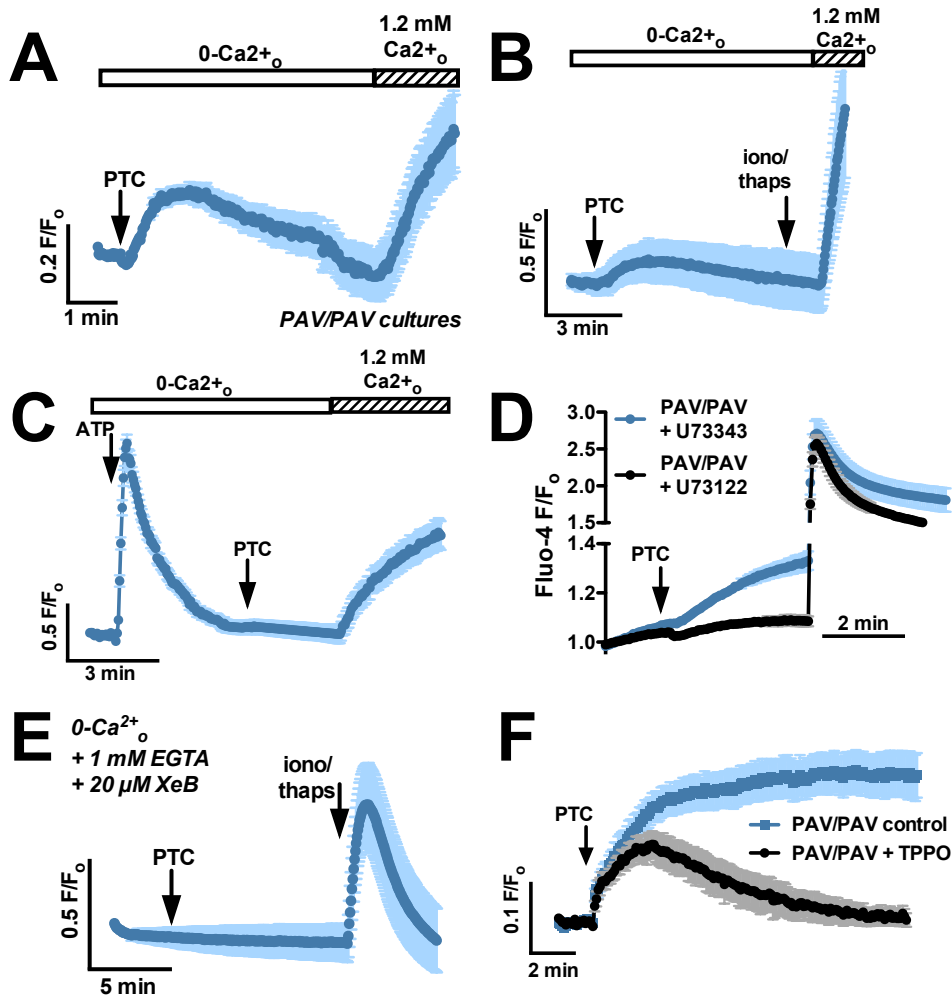 A
0-Ca2+o
1.2 mM
Ca2+o
PTC
0.2 F/Fo
1 min
PAV/PAV cultures
B
0-Ca2+o
1.2 mM
Ca2+o
PTC
iono/
thaps
0.5 F/Fo
3 min
C
0-Ca2+o
1.2 mM
Ca2+o
ATP
PTC
0.5 F/Fo
3 min
D
PAV/PAV
+ U73343
PAV/PAV
+ U73122
Fluo-4 F/Fo
3.0
2.5
2.0
1.5
1.4
1.2
1.0
PTC
2 min
E
0-Ca2+o
+ 1 mM EGTA
+ 20 µM XeB
PTC
iono/
thaps
0.5 F/Fo
5 min
F
PTC
PAV/PAV control
PAV/PAV + TPPO
0.1 F/Fo
2 min